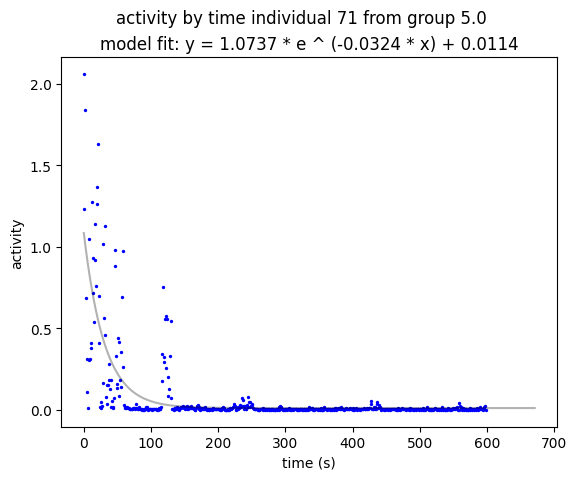 activity by time individual 71 from group 5.0
model fit: y = 1.0737 * e ^ (-0.0324 * x) + 0.0114
2.0
1.5
1.0
0.5
0.0
activity
0 100 200 300 400 500 600 700
time (s)